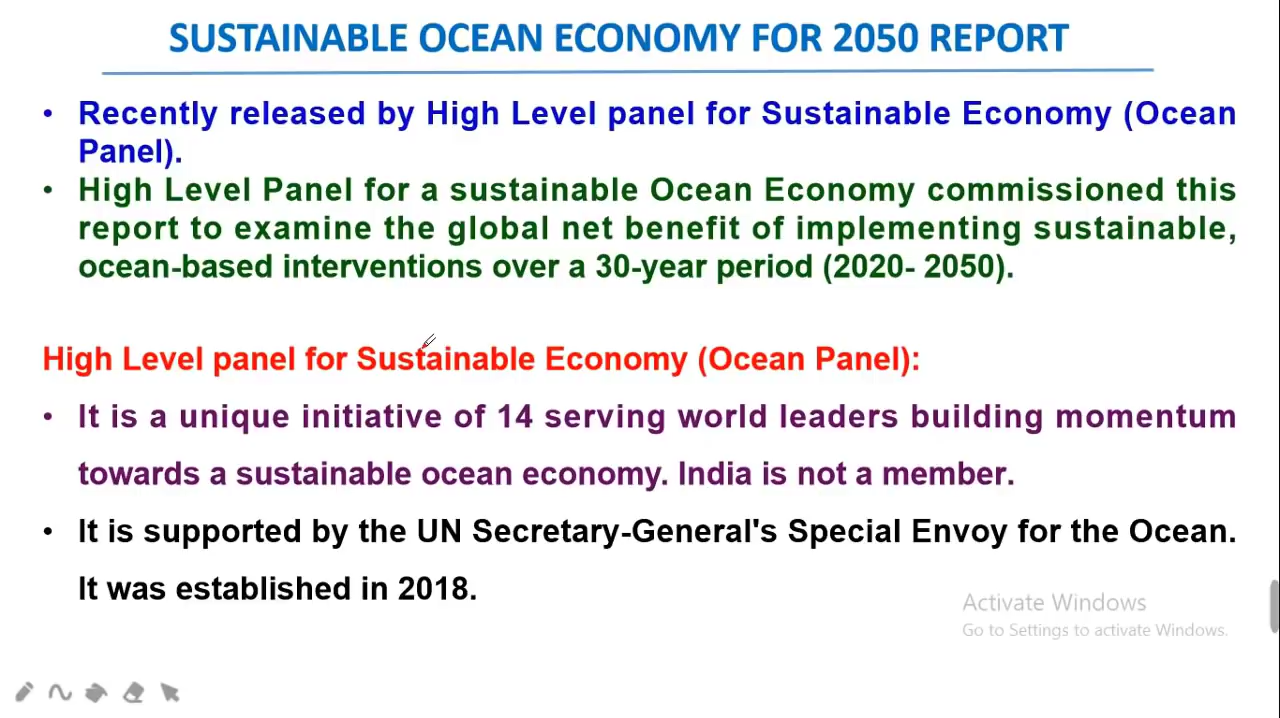 SUSTAINABLE OCEAN ECONOMY FOR 2050 REPORT
• Recently released by High Level panel for Sustainable Economy (Ocean
Panel).
• High Level Panel for a sustainable Ocean Economy commissioned this
report to examine the global net benefit of implementing sustainable,
ocean-based interventions over a 30-year period (2020- 2050).
High Level panel for Sustainable Economy (Ocean Panel):
• It is a unique initiative of 14 serving world leaders building momentum
towards a sustainable ocean economy. India is not a member.
• It is supported by the UN Secretary-General's Special Envoy for the Ocean.
It was established in 2018.
Activate Windows
Go to Settings to activate Windows.